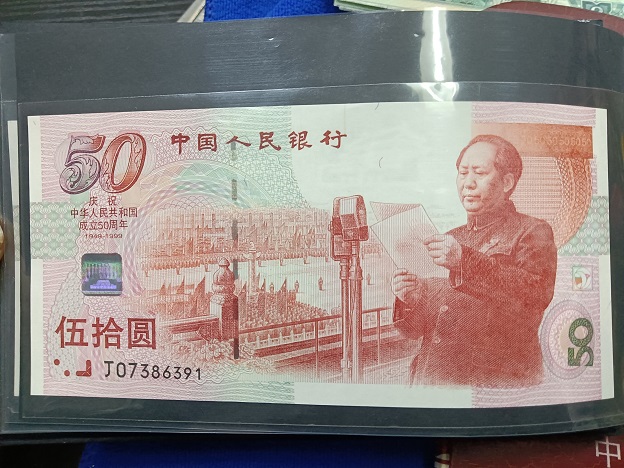 50
中国人民银行
庆祝
中华人民共和国
成立50周年
1949-1999
伍拾圆
J07386391
50
中